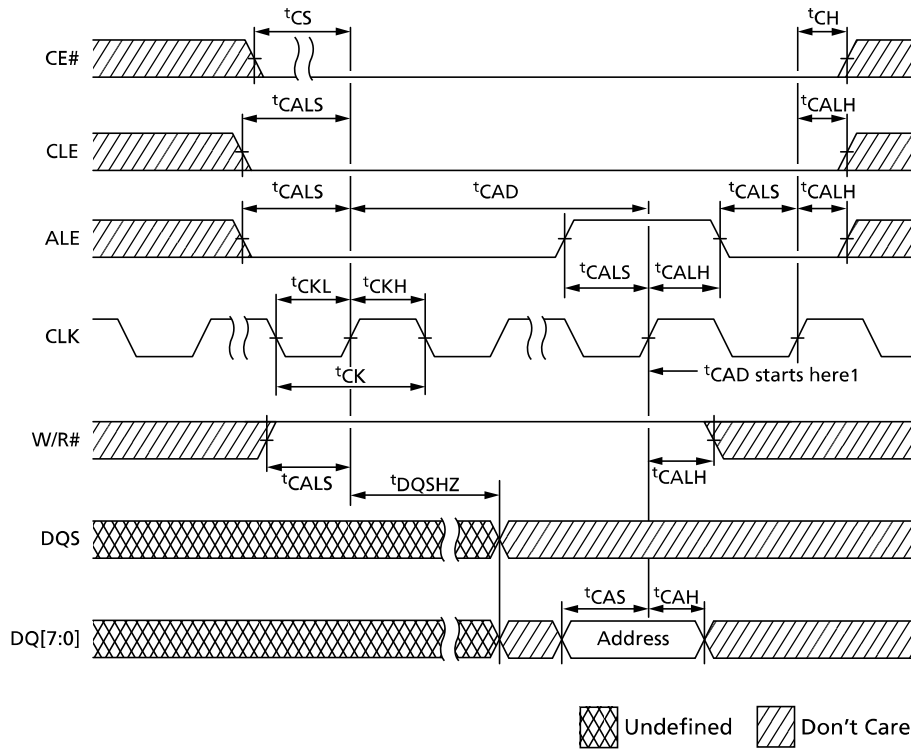 tCS
tCH
CE#
tCALS
tCALH
CLE
tCALS
tCAD
tCALS
tCALH
ALE
tCALS
tCALH
tCKL
tCKH
CLK
tCK
tCAD starts here1
W/R#
tCALS
tCALH
tDQSHZ
DQS
tCAS
tCAH
DQ[7:0]
Address
Undefined
Don't Care